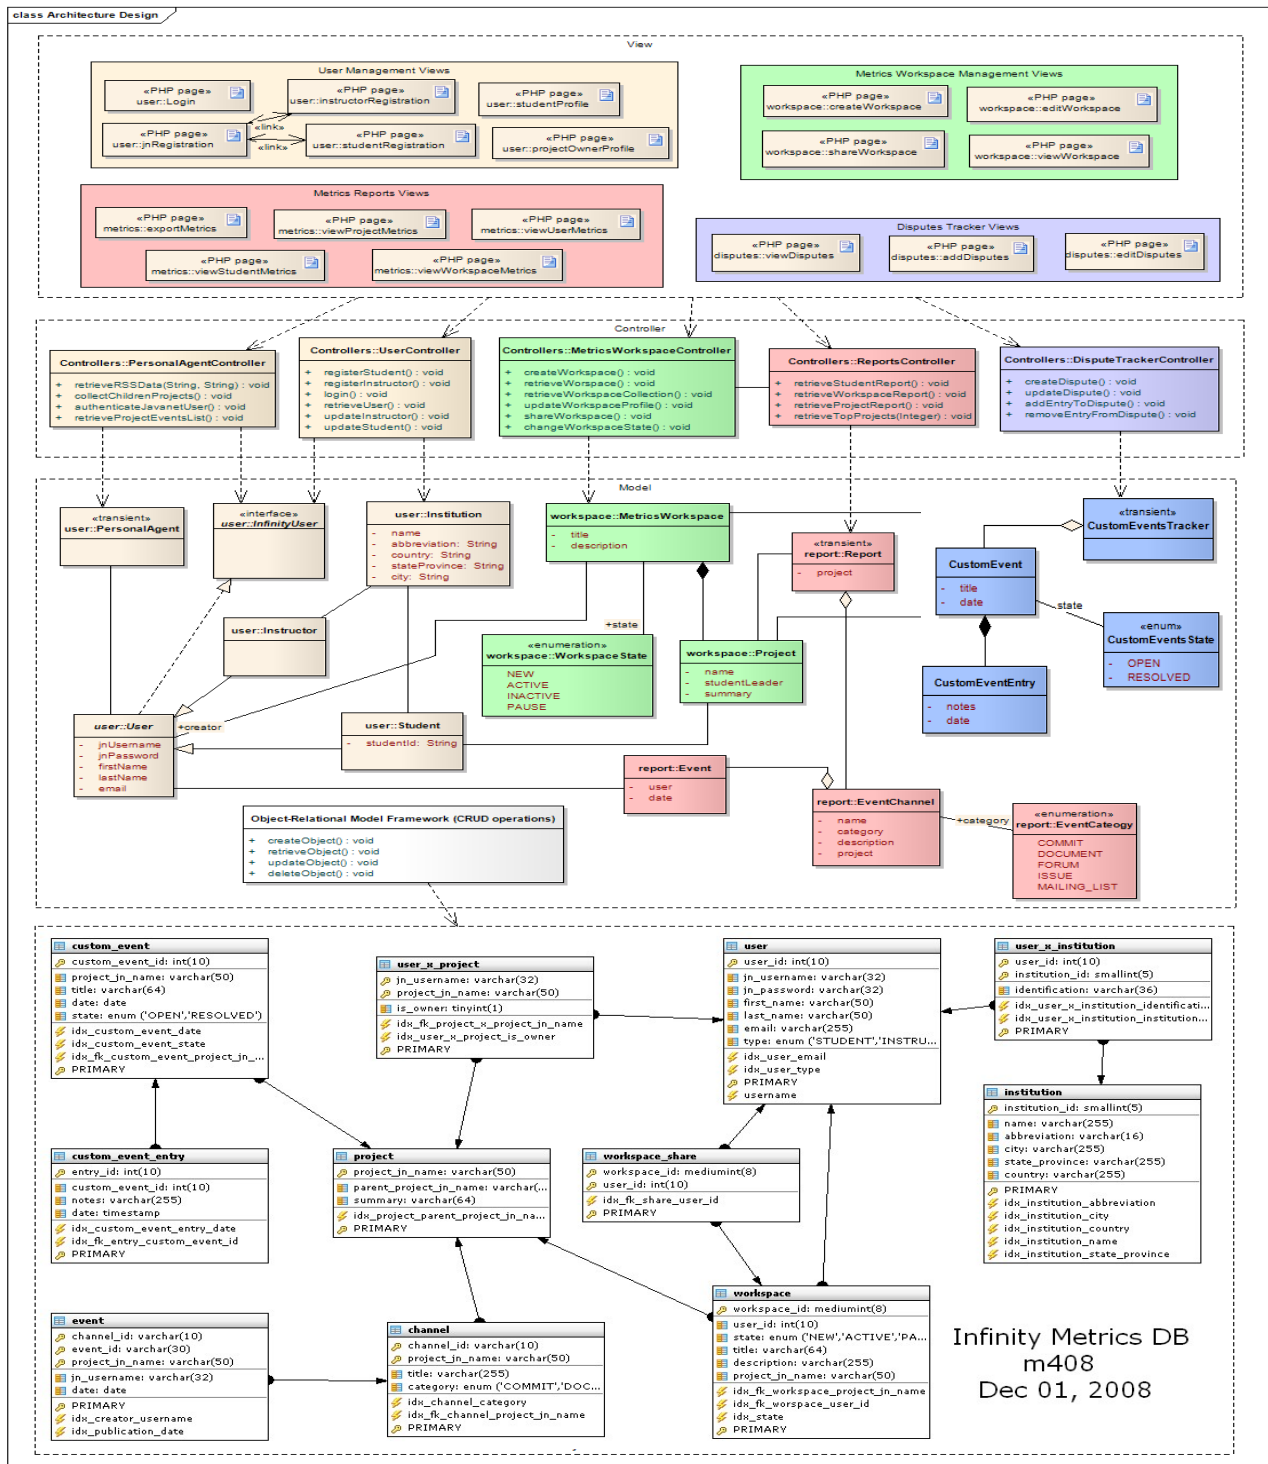 class Architecture Design
View
User Management Views
«PHP page»
user::Login
«PHP page»
user::instructorRegistration
«PHP page»
user::studentProfile
«link»
«PHP page»
user::jnRegistration
«PHP page»
user::studentRegistration
«PHP page»
user::projectOwnerProfile
«link»
Metrics Workspace Management Views
«PHP page»
workspace::createWorkspace
«PHP page»
workspace::editWorkspace
«PHP page»
workspace::shareWorkspace
«PHP page»
workspace::viewWorkspace
Metrics Reports Views
«PHP page»
metrics::exportMetrics
«PHP page»
metrics::viewProjectMetrics
«PHP page»
metrics::viewUserMetrics
«PHP page»
metrics::viewStudentMetrics
«PHP page»
metrics::viewWorkspaceMetrics
Disputes Tracker Views
«PHP page»
disputes::viewDisputes
«PHP page»
disputes::addDisputes
«PHP page»
disputes::editDisputes
Controller
Controllers::PersonalAgentController
+ retrieveRSSData(String, String) : void
+ collectChildrenProjects() : void
+ authenticateJavanetUser() : void
+ retrieveProjectEventsList() : void
Controllers::UserController
+ registerStudent() : void
+ registerInstructor() : void
+ login() : void
+ retrieveUser() : void
+ updateInstructor() : void
+ updateStudent() : void
Controllers::MetricsWorkspaceController
+ createWorkspace() : void
+ retrieveWorspace() : void
+ retrieveWorkspaceCollection() : void
+ updateWorkspaceProfile() : void
+ shareWorkspace() : void
+ changeWorkspaceState() : void
Controllers::ReportsController
+ retrieveStudentReport() : void
+ retrieveWorkspaceReport() : void
+ retrieveProjectReport() : void
+ retrieveTopProjects(Integer) : void
Controllers::DisputeTrackerController
+ createDispute() : void
+ updateDispute() : void
+ addEntryToDispute() : void
+ removeEntryFromDispute() : void
Model
«transient»
user::PersonalAgent
«interface»
user::InfinityUser
user::Institution
- name
- abbreviation: String
- country: String
- stateProvince: String
- city: String
workspace::MetricsWorkspace
- title
- description
«transient»
report::Report
- project
«transient»
CustomEventsTracker
CustomEvent
- title
- date
state
«enum»
CustomEventsState
- OPEN
- RESOLVED
user::Instructor
+state
«enumeration»
workspace::WorkspaceState
NEW
ACTIVE
INACTIVE
PAUSE
workspace::Project
- name
- studentLeader
- summary
CustomEventEntry
- notes
- date
user::User
- jnUsername
- jnPassword
- firstName
- lastName
- email
+creator
user::Student
- studentId: String
report::Event
- user
- date
report::EventChannel
- name
- category
- description
- project
+category
«enumeration»
report::EventCateogy
COMMIT
DOCUMENT
FORUM
ISSUE
MAILING_LIST
Object-Relational Model Framework (CRUD operations)
+ createObject() : void
+ retrieveObject() : void
+ updateObject() : void
+ deleteObject() : void
custom_event
custom_event_id: int(10)
project_jn_name: varchar(50)
title: varchar(64)
date: date
state: enum ('OPEN','RESOLVED')
idx_custom_event_date
idx_custom_event_state
idx_fk_custom_event_project_jn_...
PRIMARY
user_x_project
jn_username: varchar(32)
project_jn_name: varchar(50)
is_owner: tinyint(1)
idx_fk_project_x_project_jn_name
idx_user_x_project_is_owner
PRIMARY
user
user_id: int(10)
jn_username: varchar(32)
jn_password: varchar(32)
first_name: varchar(50)
last_name: varchar(50)
email: varchar(255)
type: enum ('STUDENT','INSTRU...
idx_user_email
idx_user_type
PRIMARY
username
user_x_institution
user_id: int(10)
institution_id: smallint(5)
identification: varchar(36)
idx_user_x_institution_identificati...
idx_user_x_institution_institution...
PRIMARY
institution
institution_id: smallint(5)
name: varchar(255)
abbreviation: varchar(16)
city: varchar(255)
state_province: varchar(255)
country: varchar(255)
PRIMARY
idx_institution_abbreviation
idx_institution_city
idx_institution_country
idx_institution_name
idx_institution_state_province
custom_event_entry
entry_id: int(10)
custom_event_id: int(10)
notes: varchar(255)
date: timestamp
idx_custom_event_entry_date
idx_fk_entry_custom_event_id
PRIMARY
project
project_jn_name: varchar(50)
parent_project_jn_name: varchar(...
summary: varchar(64)
idx_project_parent_project_jn_na...
PRIMARY
workspace_share
workspace_id: mediumint(8)
user_id: int(10)
idx_fk_share_user_id
PRIMARY
event
channel_id: varchar(10)
event_id: varchar(30)
project_jn_name: varchar(50)
jn_username: varchar(32)
date: date
PRIMARY
idx_creator_username
idx_publication_date
channel
channel_id: varchar(10)
project_jn_name: varchar(50)
title: varchar(255)
category: enum ('COMMIT','DOC...
idx_channel_category
idx_fk_channel_project_jn_name
PRIMARY
workspace
workspace_id: mediumint(8)
user_id: int(10)
state: enum ('NEW','ACTIVE','PA...
title: varchar(64)
description: varchar(255)
project_jn_name: varchar(50)
idx_fk_workspace_project_jn_name
idx_fk_worspace_user_id
idx_state
PRIMARY
Infinity Metrics DB
m408
Dec 01, 2008